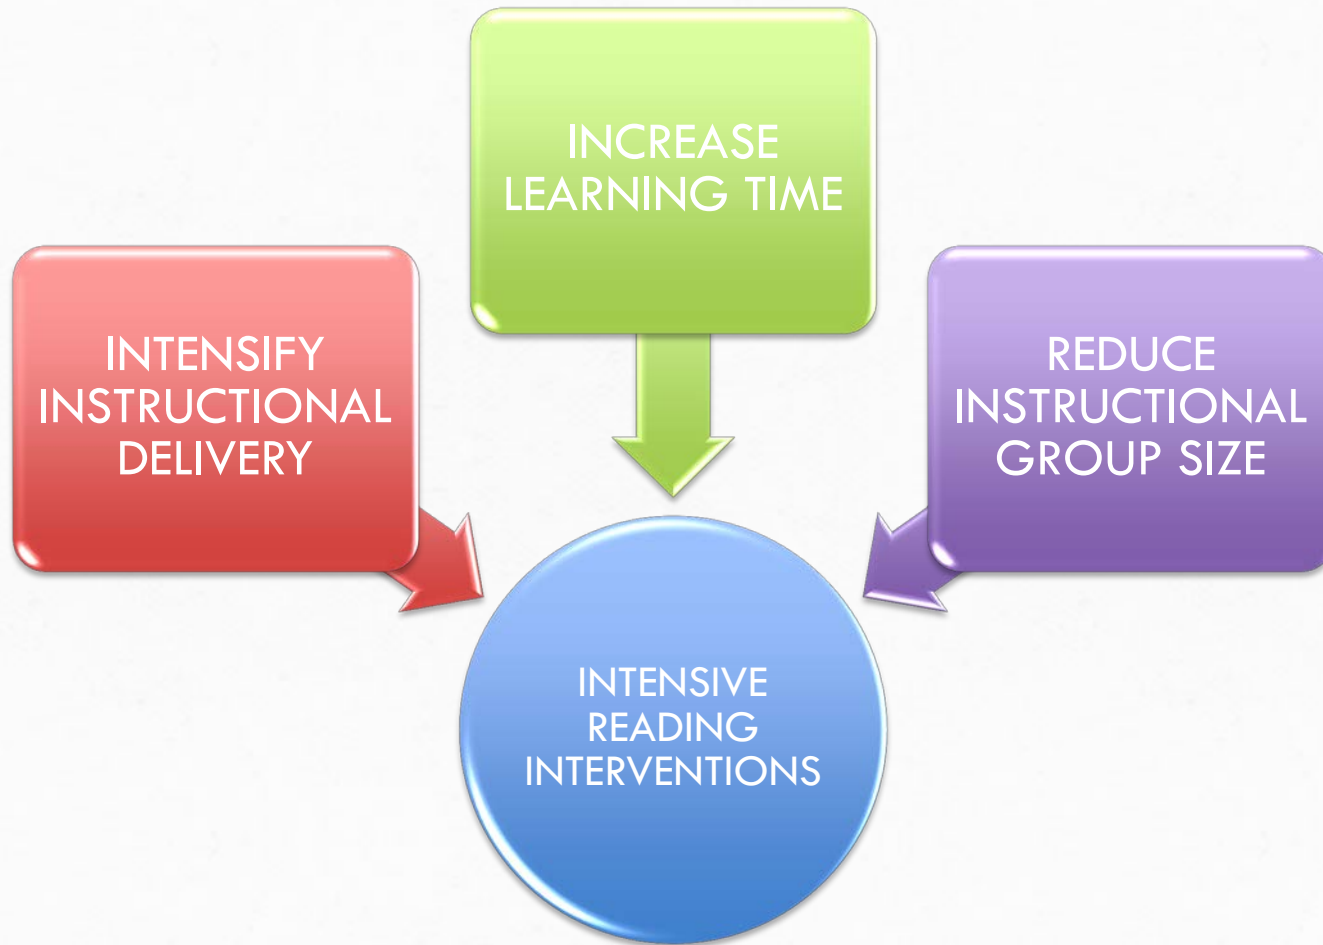 INCREASE
LEARNING TIME
INTENSIFY
INSTRUCTIONAL
DELIVERY
REDUCE
INSTRUCTIONAL
GROUP SIZE
INTENSIVE
READING
INTERVENTIONS